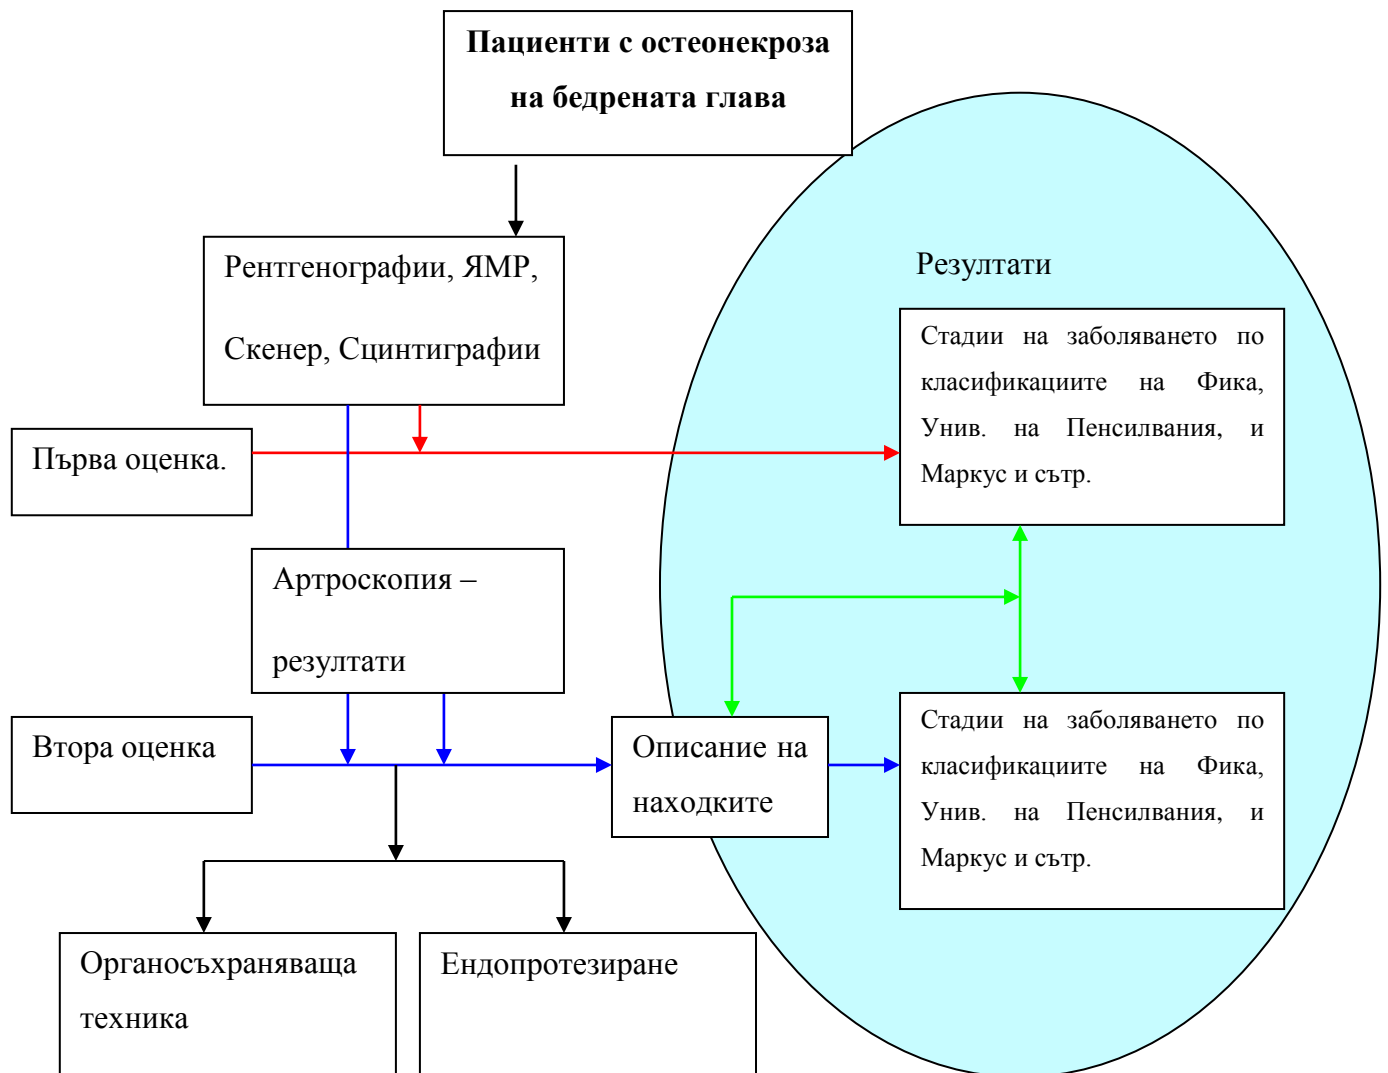 Пациенти с остеонекроза
на бедрената глава
Рентгенографии, ЯМР,
Скенер, Сцинтиграфии
Резултати
Стадии на заболяването по
класификациите на Фика,
Унив. на Пенсилвания, и
Маркус и сътр.
Първа оценка.
Артроскопия –
резултати
Втора оценка
Описание на
находките
Стадии на заболяването по
класификациите на Фика,
Унив. на Пенсилвания, и
Маркус и сътр.
Органосъхраняваща
техника
Ендопротезиране